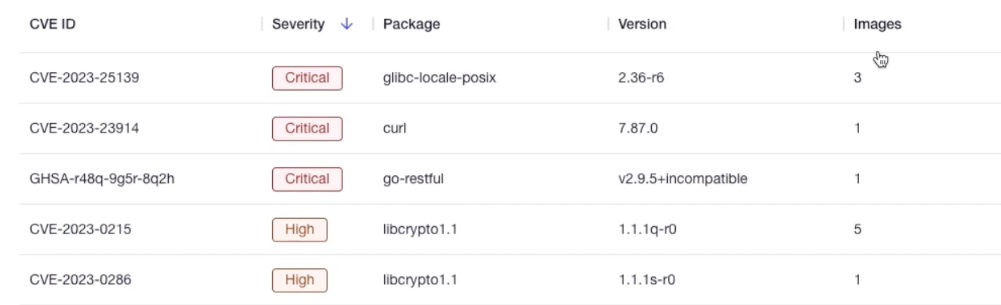 CVE ID Severity Package Version Images
CVE-2023-25139 Critical glibc-locale-posix 2.36-r6 3
CVE-2023-23914 Critical curl 7.87.0 1
GHSA-r48q-9g5r-8q2h Critical go-restful v2.9.5+incompatible 1
CVE-2023-0215 High libcrypto1.1 1.1.1q-r0 5
CVE-2023-0286 High libcrypto1.1 1.1.1s-r0 1